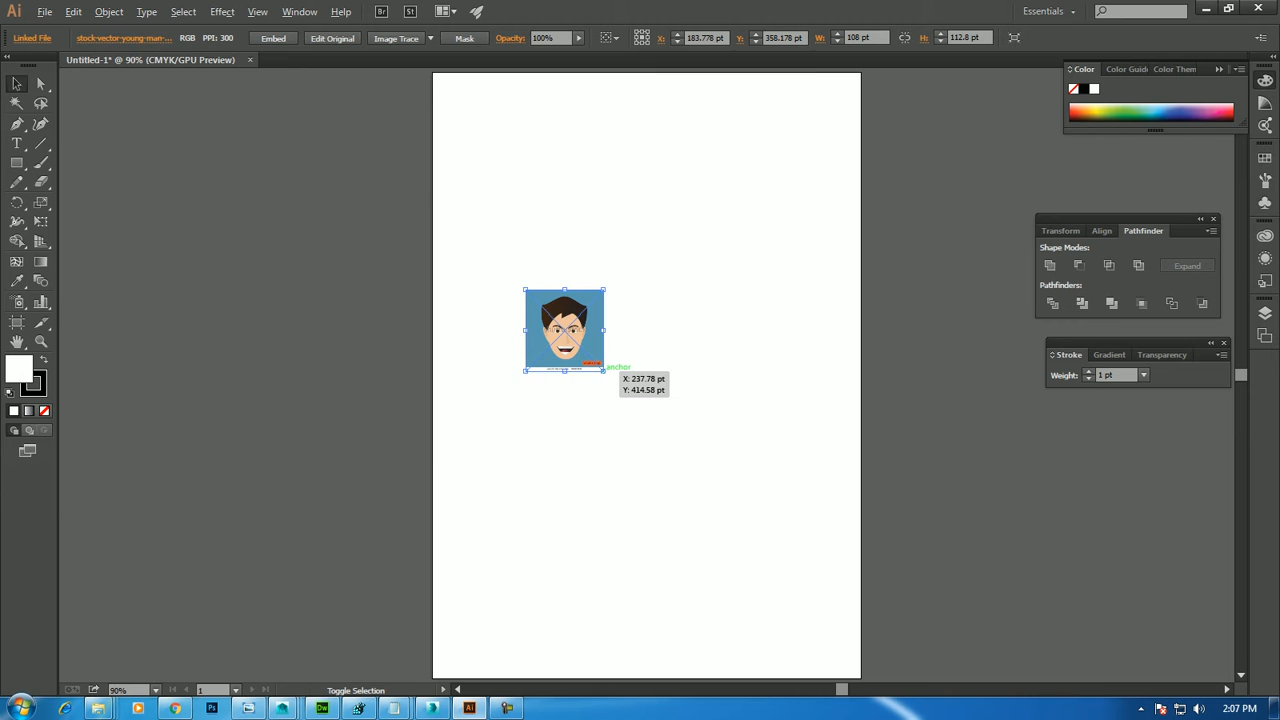 Ai File Edit Object Type Select Effect View Window Help Br St Essentials
Linked File stock-vector-young-man-... RGB PPI: 300 Embed Edit Original Image Trace Mask Opacity: 100% X: 183.778 pt Y: 358.178 pt W: 108 pt H: 112.8 pt
Untitled-1* @ 90% (CMYK/GPU Preview) ×
Color Color Guide Color Them
Transform Align Pathfinder
Shape Modes:
Expand
Pathfinders:
Stroke Gradient Transparency
Weight: 1 pt
anchor
X: 237.78 pt
Y: 414.58 pt
T
90% 1 Toggle Selection
Dw Ps Ai 2:07 PM